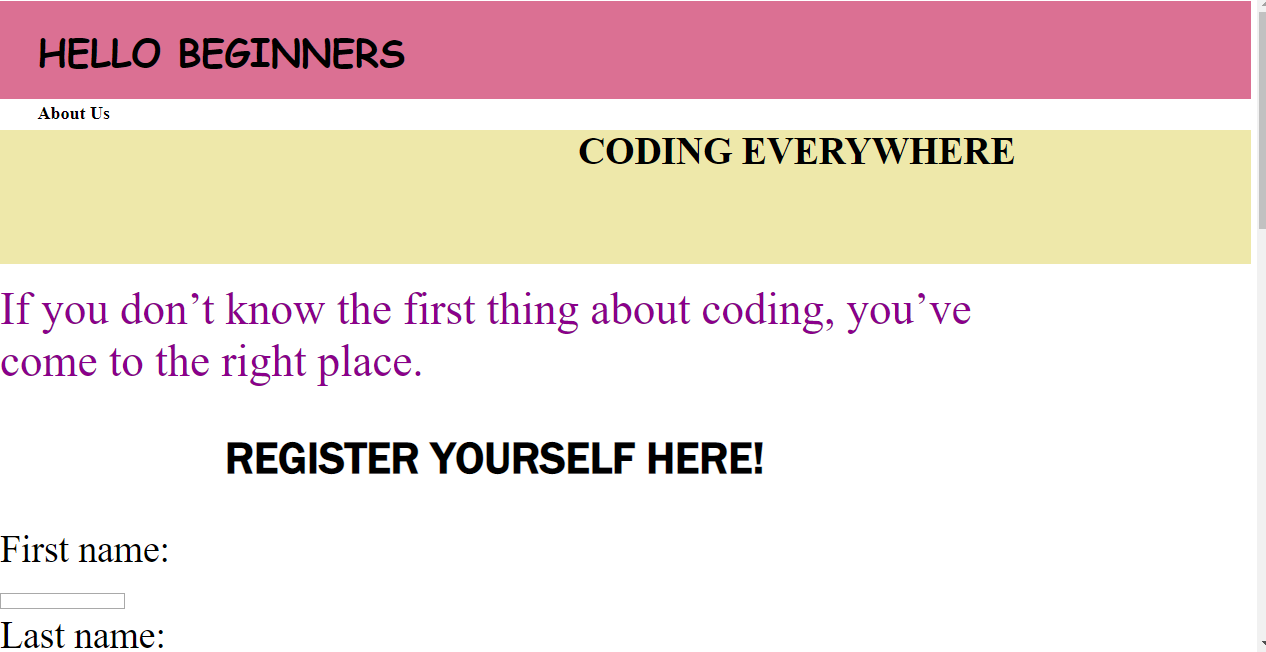 HELLO BEGINNERS
About Us
CODING EVERYWHERE
If you don’t know the first thing about coding, you’ve
come to the right place.
REGISTER YOURSELF HERE!
First name:
Last name: